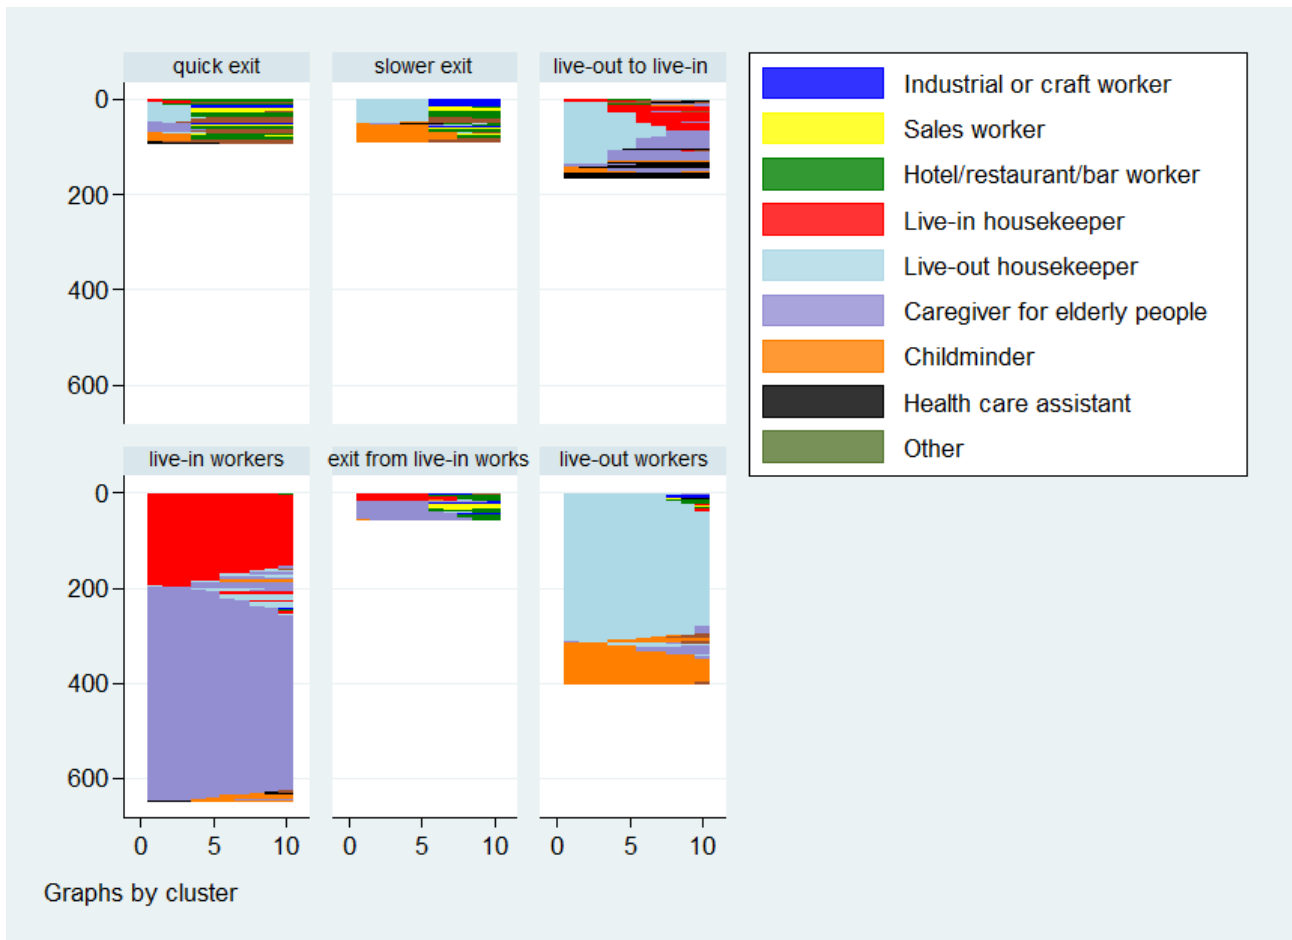 quick exit
slower exit
live-out to live-in
0
200
400
600
live-in workers
exit from live-in works
live-out workers
0
200
400
600
0 5 10
0 5 10
0 5 10
Graphs by cluster
Industrial or craft worker
Sales worker
Hotel/restaurant/bar worker
Live-in housekeeper
Live-out housekeeper
Caregiver for elderly people
Childminder
Health care assistant
Other